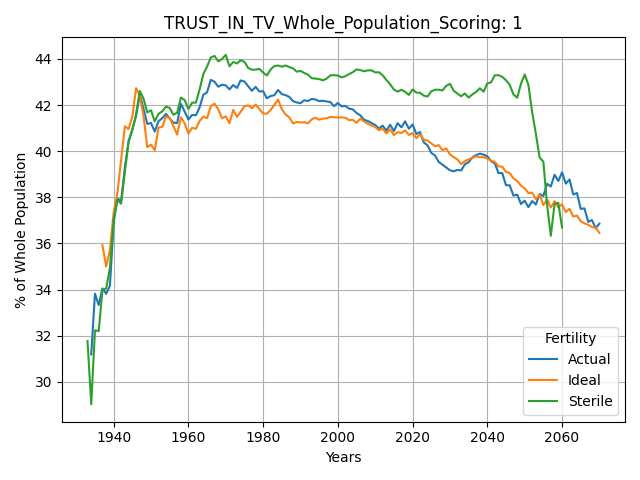 TRUST_IN_TV_Whole_Population_Scoring: 1
% of Whole Population
44
42
40
38
36
34
32
30
1940
1960
1980
2000
2020
2040
2060
Years
Fertility
Actual
Ideal
Sterile